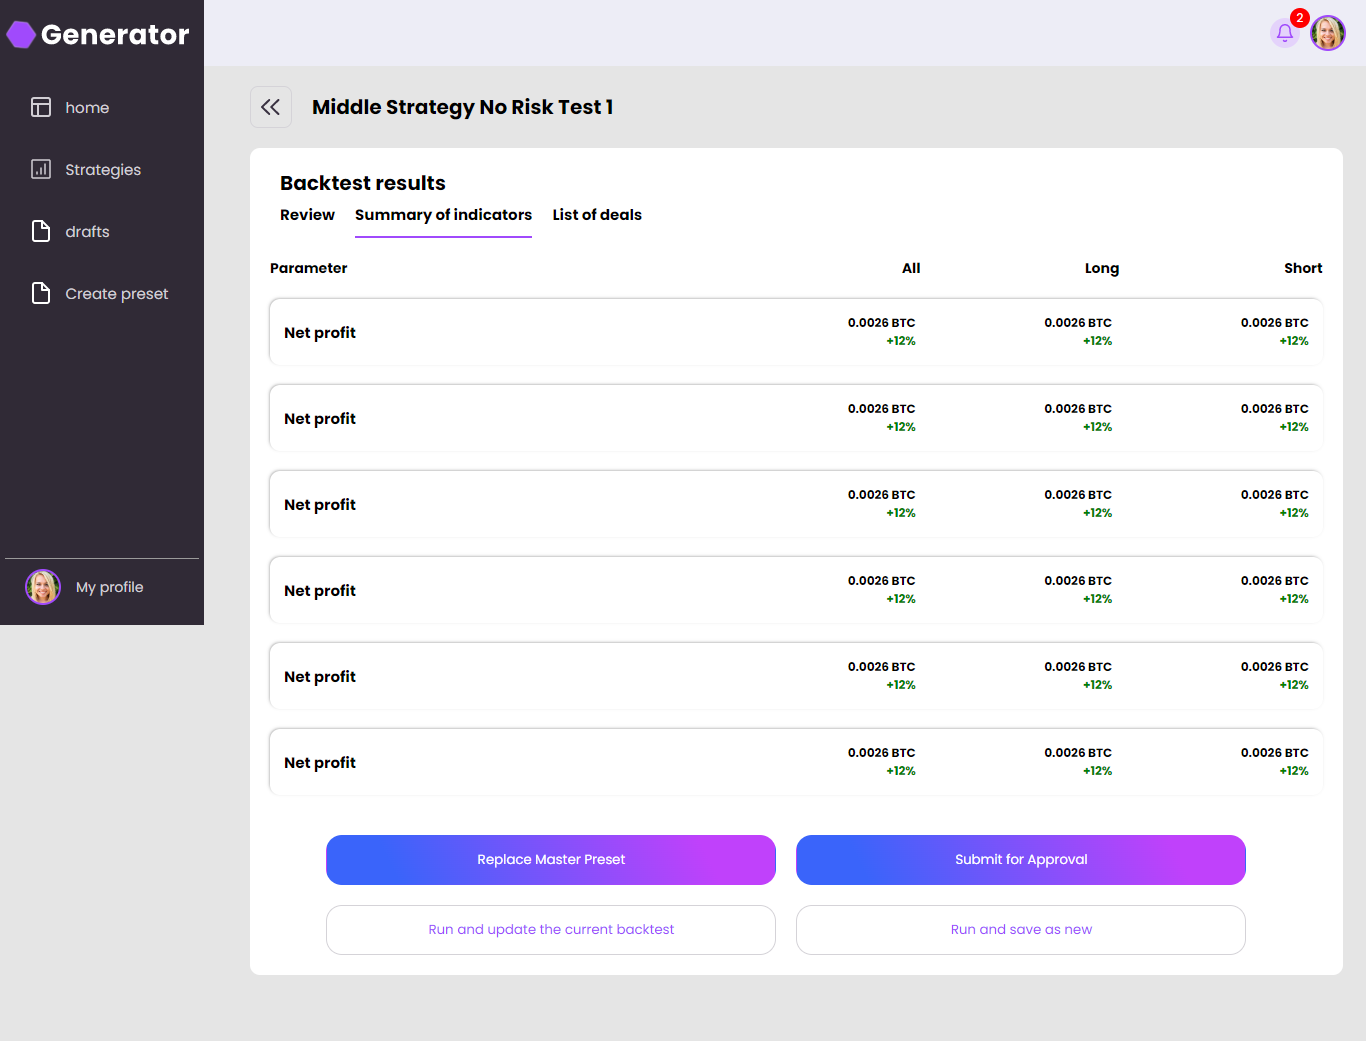 Generator
2
home
Strategies
drafts
Create preset
My profile
Middle Strategy No Risk Test 1
Backtest results
Review Summary of indicators List of deals
Parameter All Long Short
Net profit 0.0026 BTC 0.0026 BTC 0.0026 BTC
+12% +12% +12%
Net profit 0.0026 BTC 0.0026 BTC 0.0026 BTC
+12% +12% +12%
Net profit 0.0026 BTC 0.0026 BTC 0.0026 BTC
+12% +12% +12%
Net profit 0.0026 BTC 0.0026 BTC 0.0026 BTC
+12% +12% +12%
Net profit 0.0026 BTC 0.0026 BTC 0.0026 BTC
+12% +12% +12%
Net profit 0.0026 BTC 0.0026 BTC 0.0026 BTC
+12% +12% +12%
Replace Master Preset Submit for Approval
Run and update the current backtest Run and save as new